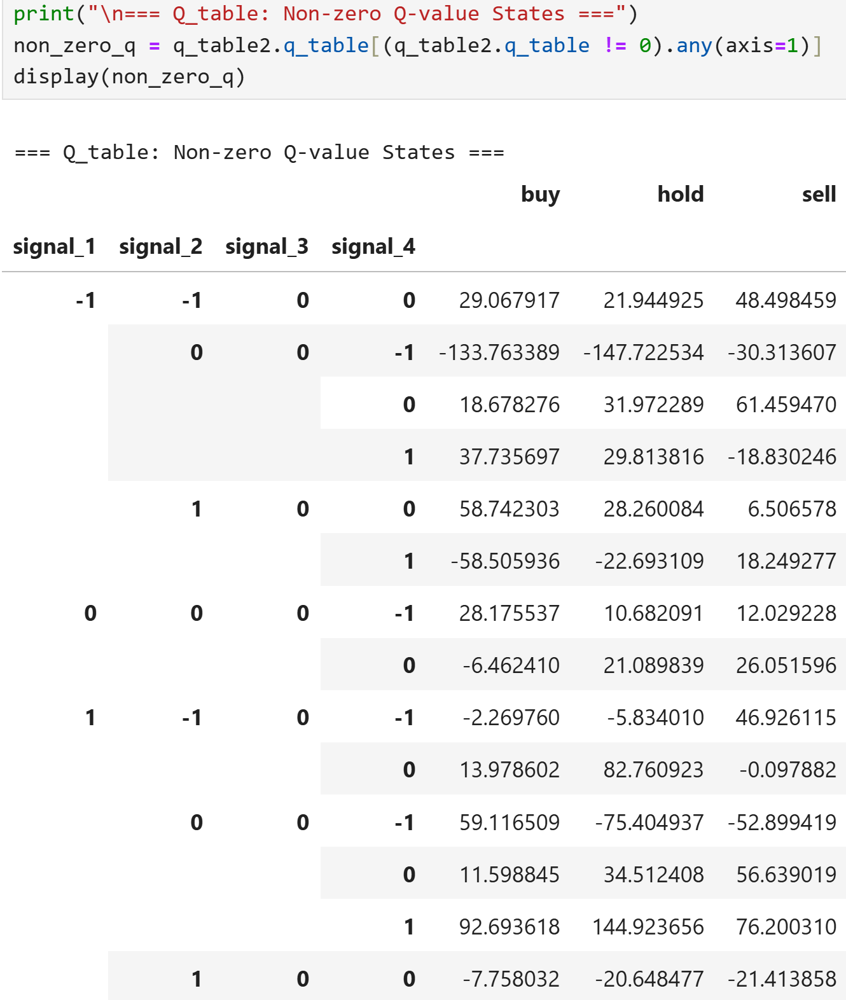 print("\n=== Q_table: Non-zero Q-value States ===")
non_zero_q = q_table2.q_table[(q_table2.q_table != 0).any(axis=1)]
display(non_zero_q)
=== Q_table: Non-zero Q-value States ===
buy hold sell
signal_1 signal_2 signal_3 signal_4
-1 -1 0 0 29.067917 21.944925 48.498459
0 0 -1 -133.763389 -147.722534 -30.313607
0 18.678276 31.972289 61.459470
1 37.735697 29.813816 -18.830246
1 0 0 58.742303 28.260084 6.506578
1 -58.505936 -22.693109 18.249277
0 0 0 -1 28.175537 10.682091 12.029228
0 -6.462410 21.089839 26.051596
1 -1 0 -1 -2.269760 -5.834010 46.926115
0 13.978602 82.760923 -0.097882
0 0 -1 59.116509 -75.404937 -52.899419
0 11.598845 34.512408 56.639019
1 92.693618 144.923656 76.200310
1 0 0 -7.758032 -20.648477 -21.413858